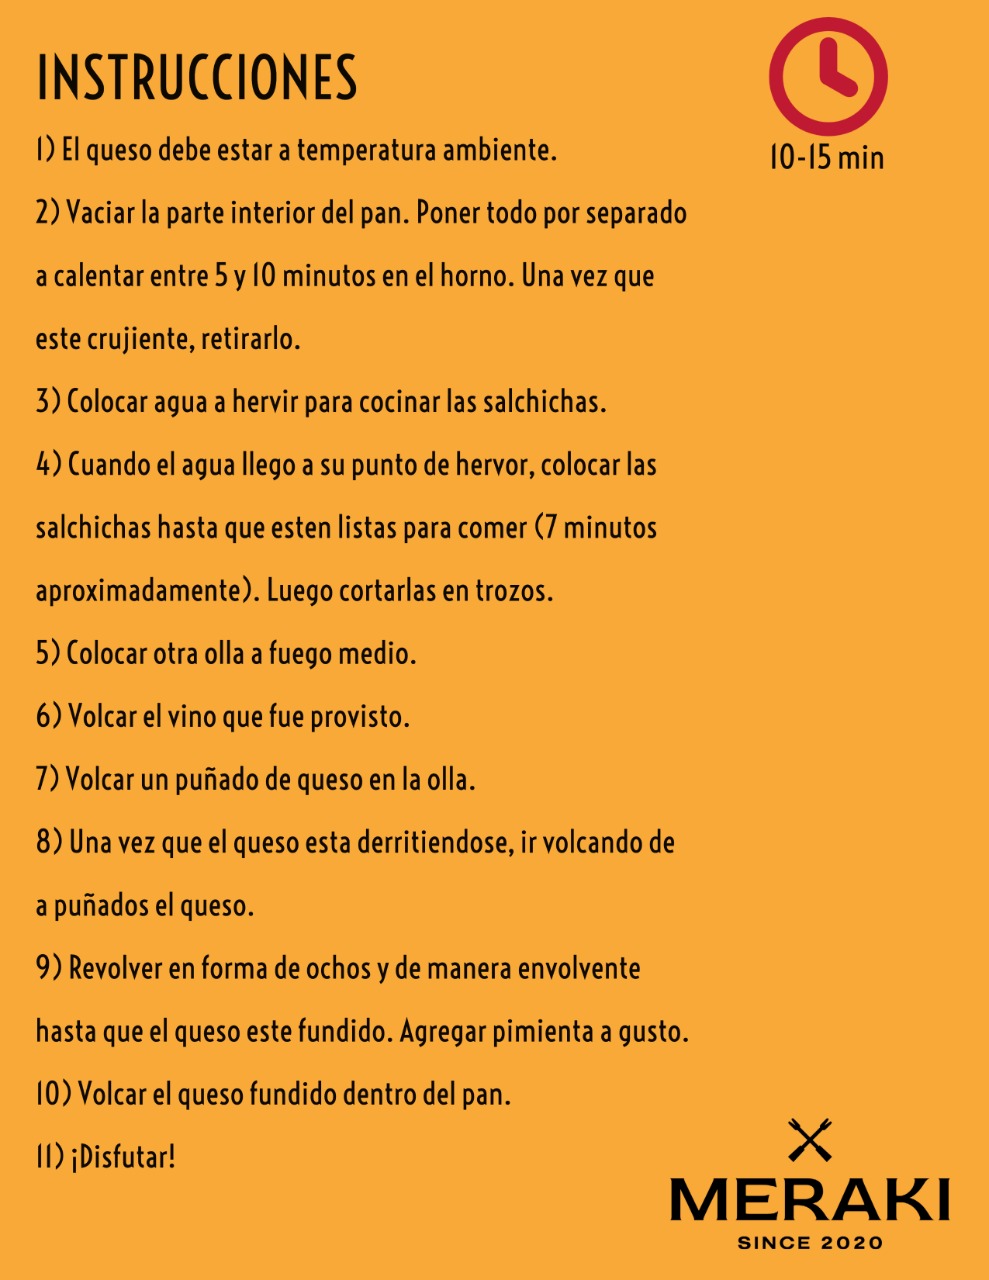 INSTRUCCIONES
10-15 min
1) El queso debe estar a temperatura ambiente.
2) Vaciar la parte interior del pan. Poner todo por separado
a calentar entre 5 y 10 minutos en el horno. Una vez que
este crujiente, retirarlo.
3) Colocar agua a hervir para cocinar las salchichas.
4) Cuando el agua llego a su punto de hervor, colocar las
salchichas hasta que esten listas para comer (7 minutos
aproximadamente). Luego cortarlas en trozos.
5) Colocar otra olla a fuego medio.
6) Volcar el vino que fue provisto.
7) Volcar un puñado de queso en la olla.
8) Una vez que el queso esta derritiendose, ir volcando de
a puñados el queso.
9) Revolver en forma de ochos y de manera envolvente
hasta que el queso este fundido. Agregar pimienta a gusto.
10) Volcar el queso fundido dentro del pan.
11) ¡Disfutar!
MERAKI
SINCE 2020